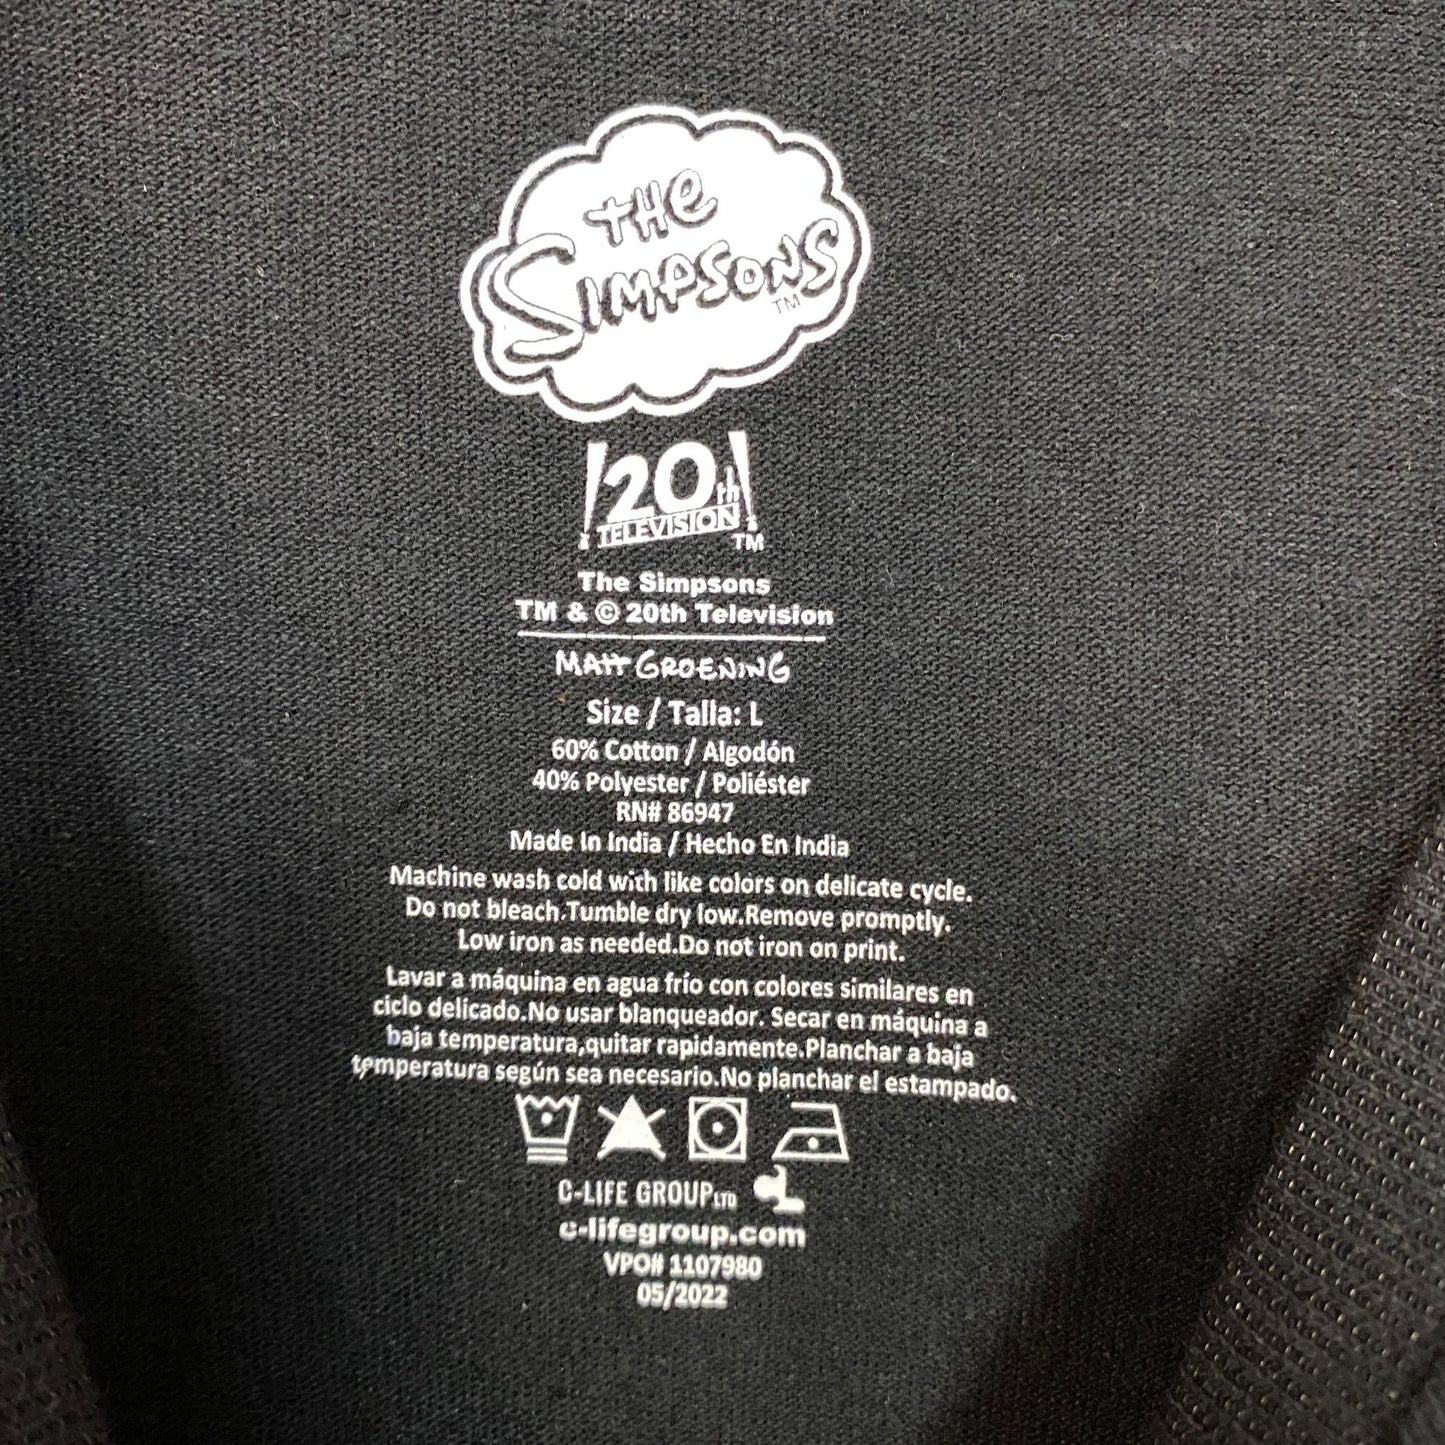 THE
SIMPSONS
TM
20th
TELEVISION
TM
The Simpsons
TM & © 20th Television
MATT GROENING
Size / Talla: L
60% Cotton / Algodón
40% Polyester / Poliéster
RN# 86947
Made In India / Hecho En India
Machine wash cold with like colors on delicate cycle.
Do not bleach.Tumble dry low.Remove promptly.
Low iron as needed.Do not iron on print.
Lavar a máquina en agua frío con colores similares en
ciclo delicado.No usar blanqueador. Secar en máquina a
baja temperatura,quitar rapidamente.Planchar a baja
temperatura según sea necesario.No planchar el estampado.
C-LIFE GROUP LTD
c-lifegroup.com
VPO# 1107980
05/2022